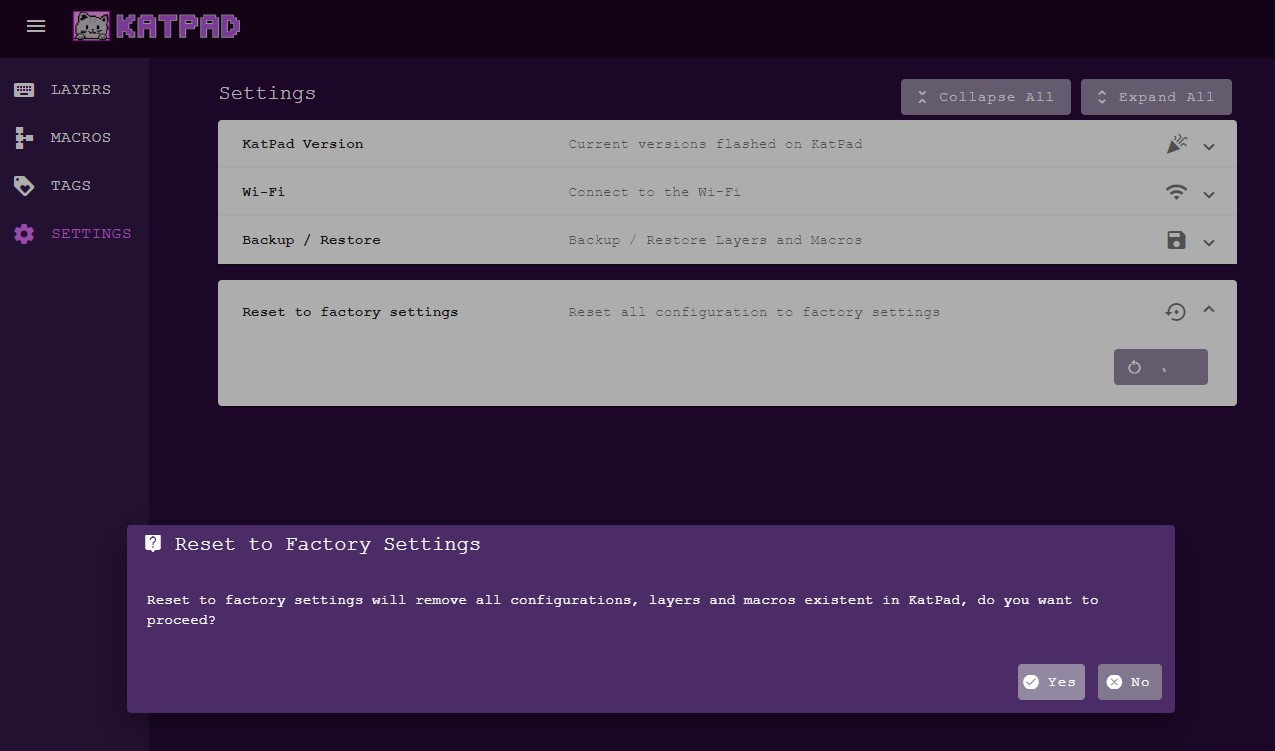 KATPAD
LAYERS
MACROS
TAGS
SETTINGS
Settings
Collapse All
Expand All
KatPad Version Current versions flashed on KatPad
Wi-Fi Connect to the Wi-Fi
Backup / Restore Backup / Restore Layers and Macros
Reset to factory settings Reset all configuration to factory settings
Reset to Factory Settings
Reset to factory settings will remove all configurations, layers and macros existent in KatPad, do you want to
proceed?
Yes No